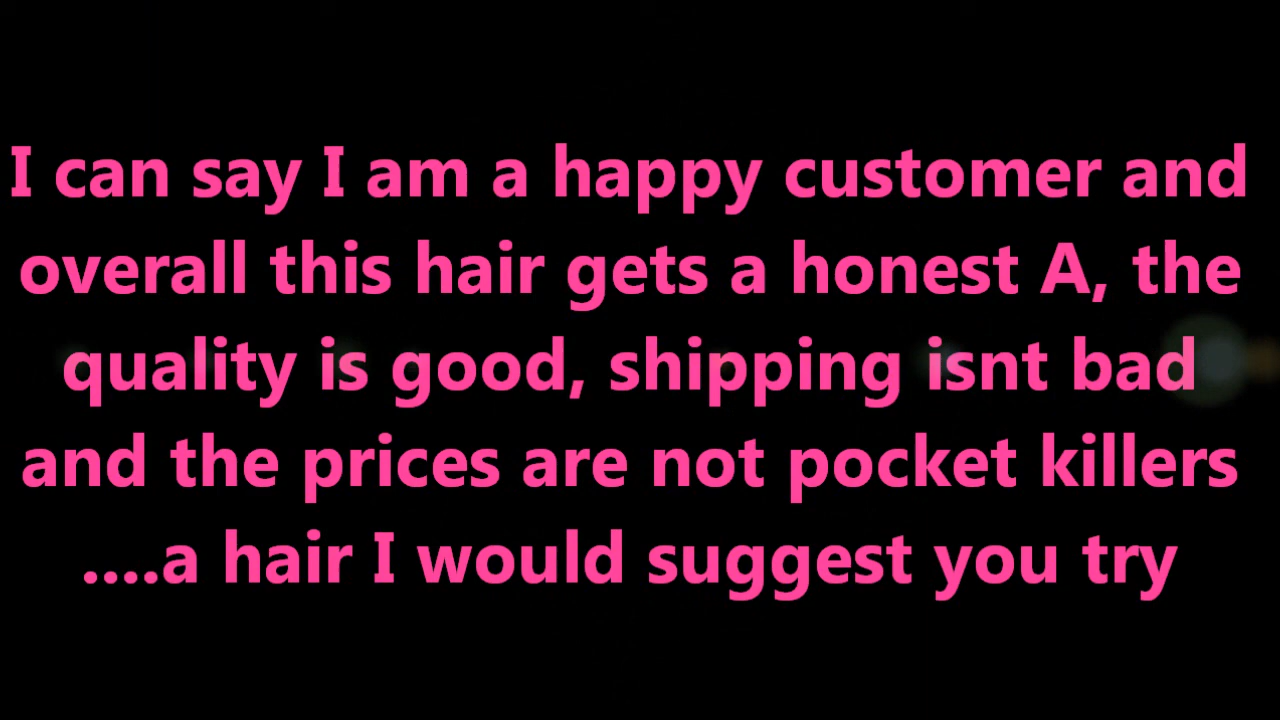 I can say I am a happy customer and
overall this hair gets a honest A, the
quality is good, shipping isnt bad
and the prices are not pocket killers
....a hair I would suggest you try